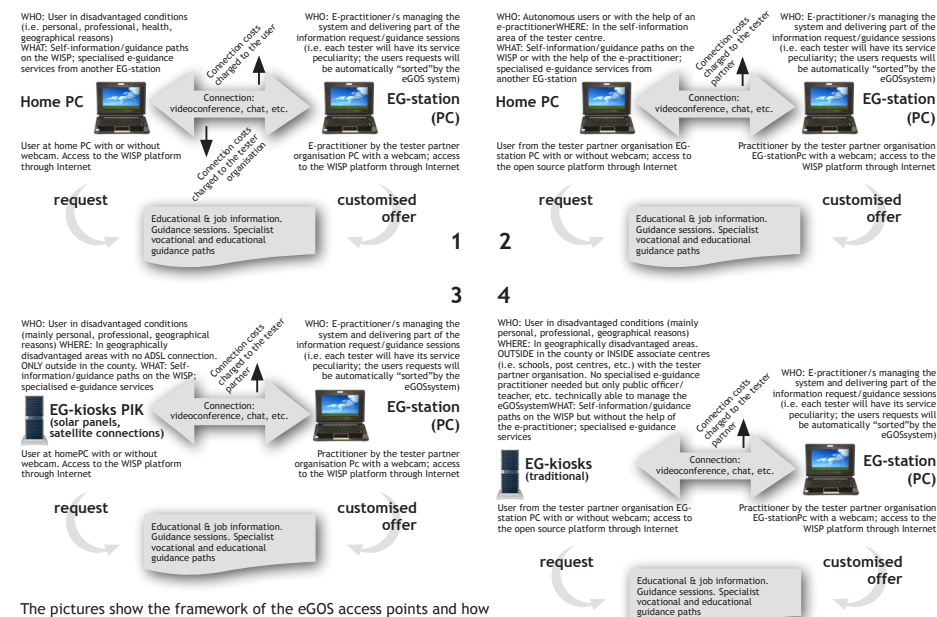 WHO: User in disadvantaged conditions
(i.e. personal, professional, health,
geographical reasons)
WHAT: Self-information/guidance paths
on the WISP; specialised e-guidance
services from another EG-station
Connection costs
charged to the user
WHO: E-practitioner/s managing the
system and delivering part of the
information request/guidance sessions
(i.e. each tester will have its service
peculiarity; the users requests will
be automatically “sorted”by the
eGOS system)
Home PC
Connection:
videoconference, chat, etc.
EG-station
(PC)
User at home PC with or without
webcam. Access to the WISP platform
through Internet
Connection costs
charged to the tester
organisation
E-practitioner by the tester partner
organisation PC with a webcam; access
to the WISP platform through Internet
request
customised
offer
Educational & job information.
Guidance sessions. Specialist
vocational and educational
guidance paths
1
WHO: Autonomous users or with the help of an
e-practitionerWHERE: In the self-information
area of the tester centre.
WHAT: Self-information/guidance paths on the
WISP or with the help of the e-practitioner;
specialised e-guidance services from
another EG-station
Connection costs
charged to the tester
partner
WHO: E-practitioner/s managing the
system and delivering part of the
information request/guidance sessions
(i.e. each tester will have its service
peculiarity; the users requests will
be automatically “sorted”by the
eGOSsystem)
Home PC
Connection:
videoconference, chat, etc.
EG-station
(PC)
User from the tester partner organisation EG-
station PC with or without webcam; access to
the open source platform through Internet
Practitioner by the tester partner organisation
EG-stationPc with a webcam; access to the
WISP platform through Internet
request
customised
offer
Educational & job information.
Guidance sessions. Specialist
vocational and educational
guidance paths
2
3
WHO: User in disadvantaged conditions
(mainly personal, professional, geographical
reasons) WHERE: In geographically
disadvantaged areas with no ADSL connection.
ONLY outside in the county. WHAT: Self-
information/guidance paths on the WISP;
specialised e-guidance services
Connection costs
charged to the tester
partner
WHO: E-practitioner/s managing the
system and delivering part of the
information request/guidance sessions
(i.e. each tester will have its service
peculiarity; the users requests will
be automatically “sorted”by the
eGOSsystem)
EG-kiosks PIK
(solar panels,
satellite connections)
Connection:
videoconference, chat, etc.
EG-station
(PC)
User at homePC with or without
webcam. Access to the WISP platform
through Internet
Practitioner by the tester partner
organisation Pc with a webcam; access
to the WISP platform through Internet
request
customised
offer
Educational & job information.
Guidance sessions. Specialist
vocational and educational
guidance paths
4
WHO: User in disadvantaged conditions (mainly
personal, professional, geographical reasons)
WHERE: In geographically disadvantaged areas.
OUTSIDE in the county or INSIDE associate centres
(i.e. schools, post centres, etc.) with the tester
partner organisation. No specialised e-guidance
practitioner needed but only public officer/
teacher, etc. technically able to manage the
eGOSsystemWHAT: Self-information/guidance
paths on the WISP but without the help of
the e-practitioner; specialised e-guidance
services
Connection costs
charged to the tester
partner
WHO: E-practitioner/s managing the
system and delivering part of the
information request/guidance sessions
(i.e. each tester will have its service
peculiarity; the users requests will
be automatically “sorted”by the
eGOSsystem)
EG-kiosks
(traditional)
Connection:
videoconference, chat, etc.
EG-station
(PC)
User from the tester partner organisation EG-
station PC with or without webcam; access to
the open source platform through Internet
Practitioner by the tester partner organisation
EG-stationPc with a webcam; access to the
WISP platform through Internet
request
customised
offer
Educational & job information.
Guidance sessions. Specialist
vocational and educational
guidance paths
The pictures show the framework of the eGOS access points and how